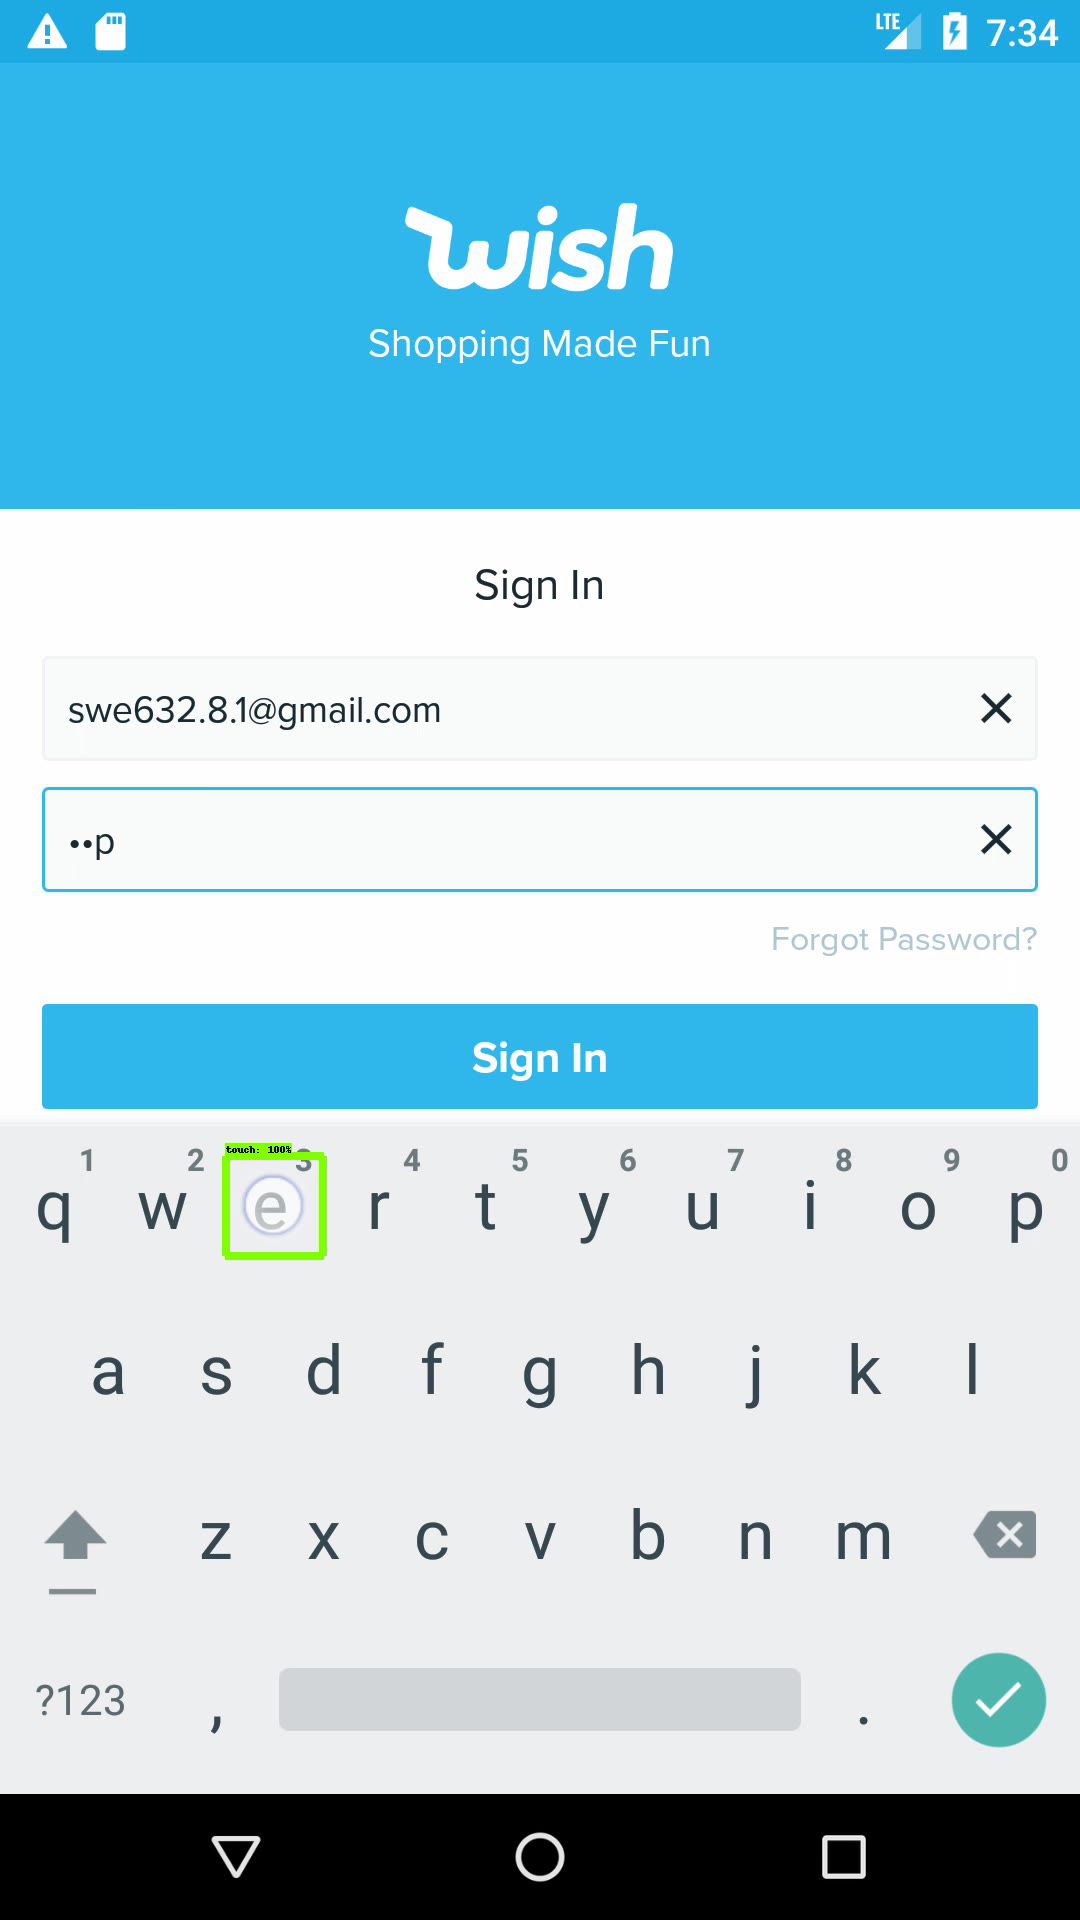 LTE 7:34
wish
Shopping Made Fun
Sign In
swe632.8.1@gmail.com
••p
Forgot Password?
Sign In
touch: 100%
1 2 3 4 5 6 7 8 9 0
q w e r t y u i o p
a s d f g h j k l
z x c v b n m
?123 , .